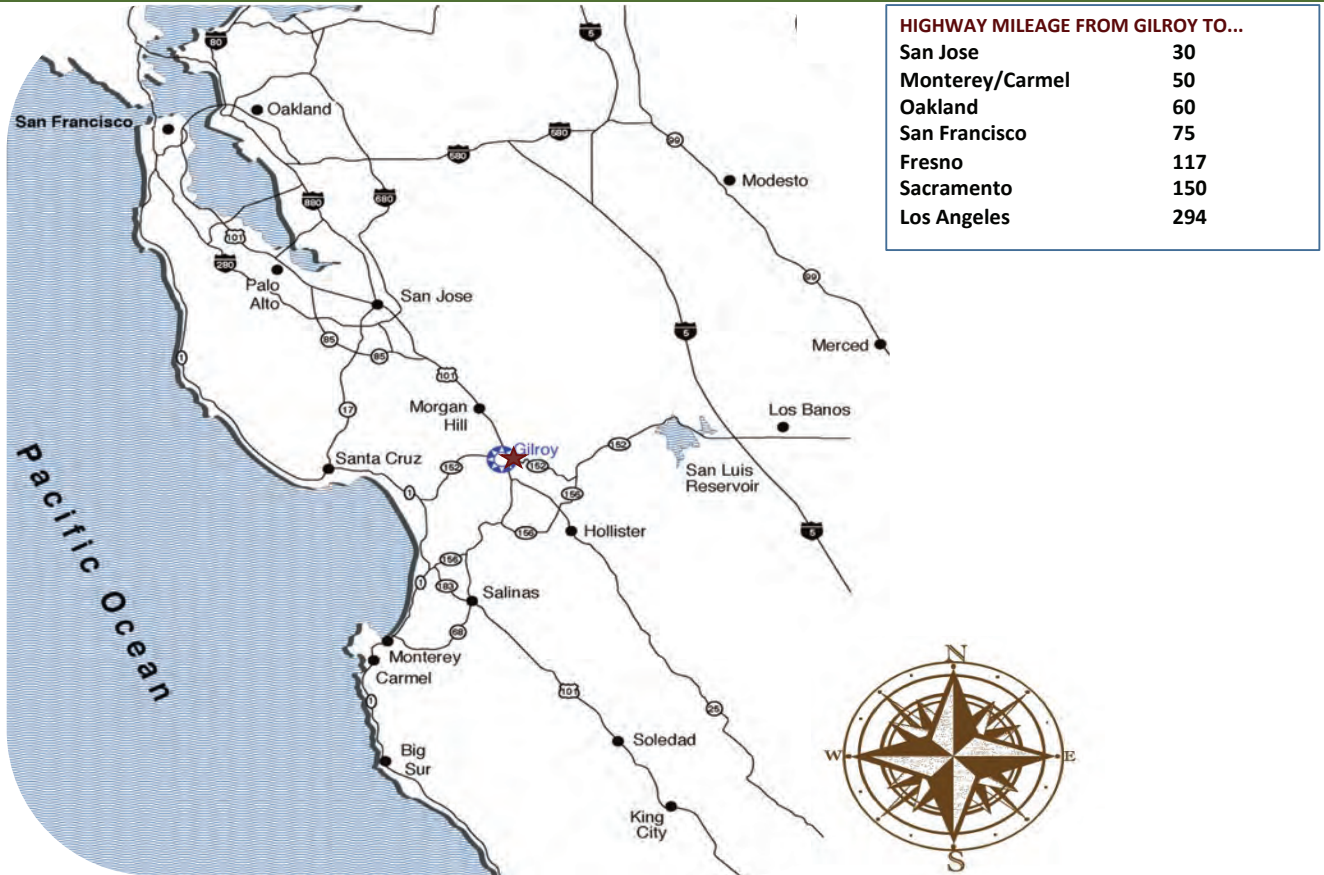 HIGHWAY MILEAGE FROM GILROY TO...
San Jose 30
Monterey/Carmel 50
Oakland 60
San Francisco 75
Fresno 117
Sacramento 150
Los Angeles 294
80
5
Oakland
San Francisco
580
580
99
Modesto
880
680
101
280
Palo
Alto
San Jose
99
5
85
85
Merced
1
101
Morgan
Hill
17
Los Banos
Gilroy
152
152
152
Santa Cruz
San Luis
Reservoir
1
156
156
Hollister
5
156
1
183
Salinas
68
Monterey
Carmel
1
101
25
Soledad
Big
Sur
King
City
Pacific Ocean
N
W
E
S